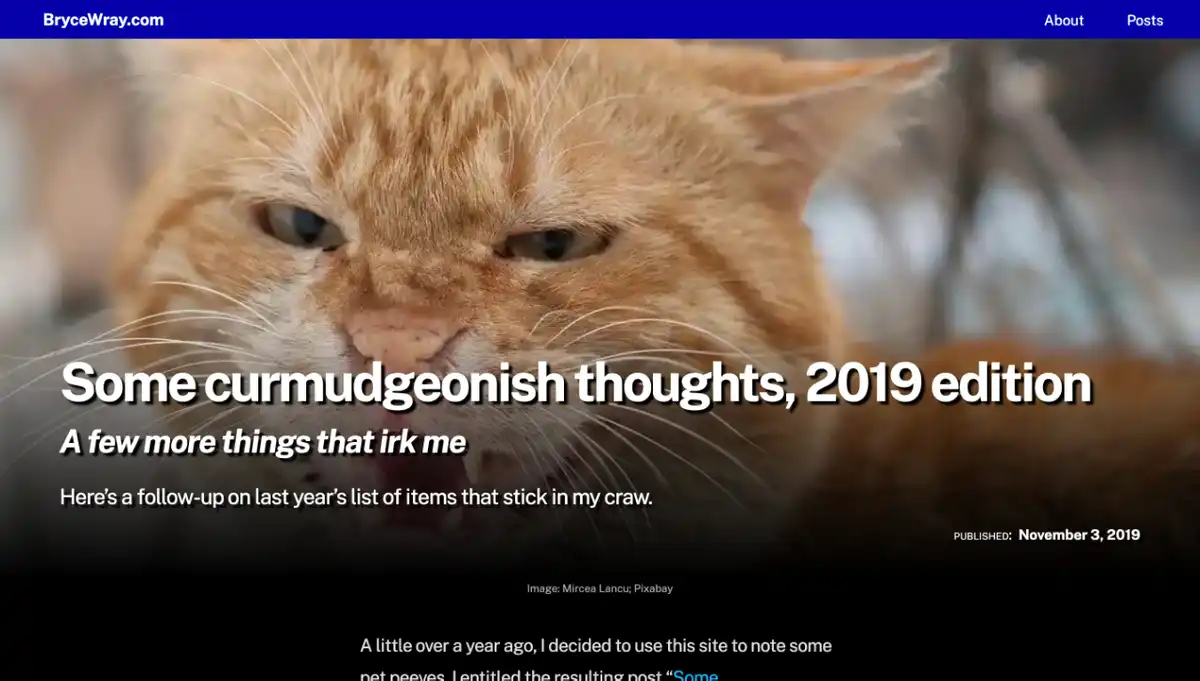 BryceWray.com
About
Posts
Some curmudgeonish thoughts, 2019 edition
A few more things that irk me
Here’s a follow-up on last year’s list of items that stick in my craw.
PUBLISHED: November 3, 2019
Image: Mircea Lancu; Pixabay
A little over a year ago, I decided to use this site to note some
pet peeves. I entitled the resulting post “Some